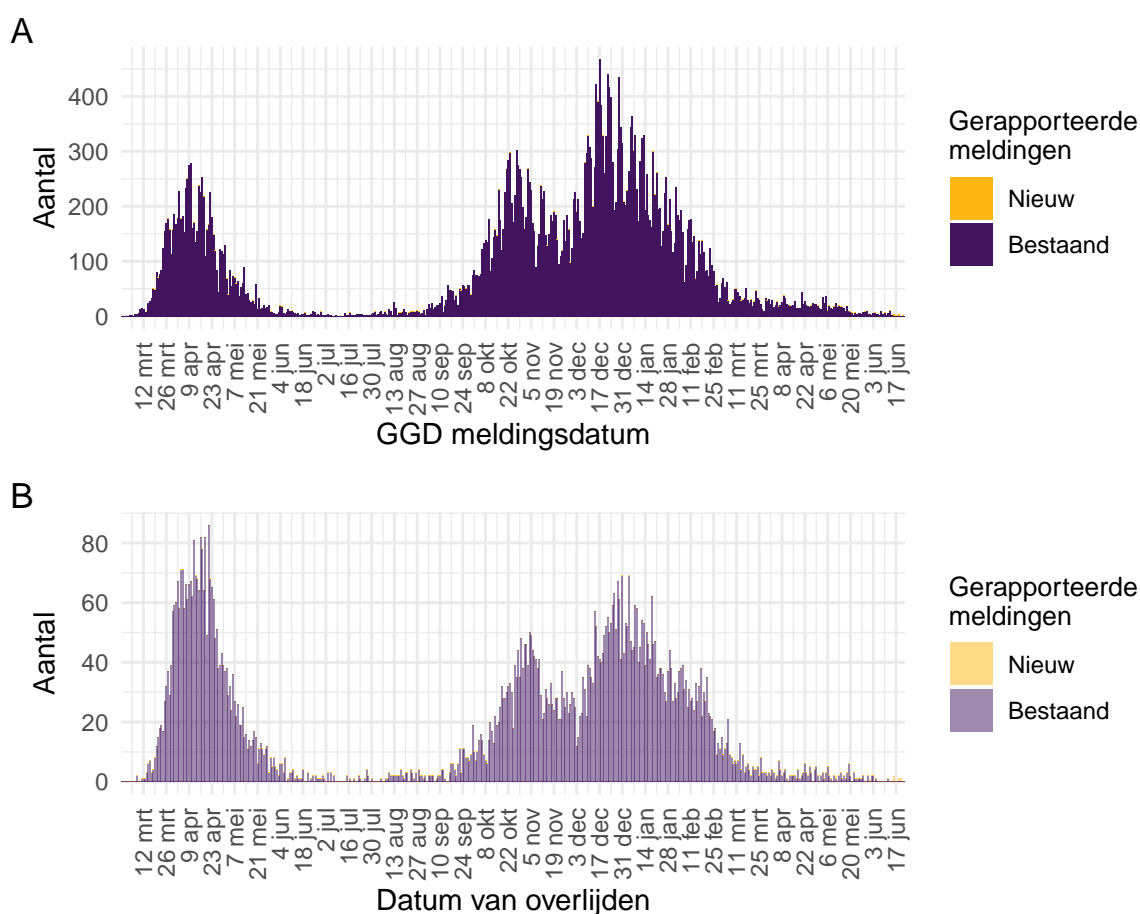 A
Aantal
400
300
200
100
0
12 mrt
26 mrt
9 apr
23 apr
7 mei
21 mei
4 jun
18 jun
2 jul
16 jul
30 jul
13 aug
27 aug
10 sep
24 sep
8 okt
22 okt
5 nov
19 nov
3 dec
17 dec
31 dec
14 jan
28 jan
11 feb
25 feb
11 mrt
25 mrt
8 apr
22 apr
6 mei
20 mei
3 jun
17 jun
GGD meldingsdatum
Gerapporteerde
meldingen
Nieuw
Bestaand
B
Aantal
80
60
40
20
0
12 mrt
26 mrt
9 apr
23 apr
7 mei
21 mei
4 jun
18 jun
2 jul
16 jul
30 jul
13 aug
27 aug
10 sep
24 sep
8 okt
22 okt
5 nov
19 nov
3 dec
17 dec
31 dec
14 jan
28 jan
11 feb
25 feb
11 mrt
25 mrt
8 apr
22 apr
6 mei
20 mei
3 jun
17 jun
Datum van overlijden
Gerapporteerde
meldingen
Nieuw
Bestaand